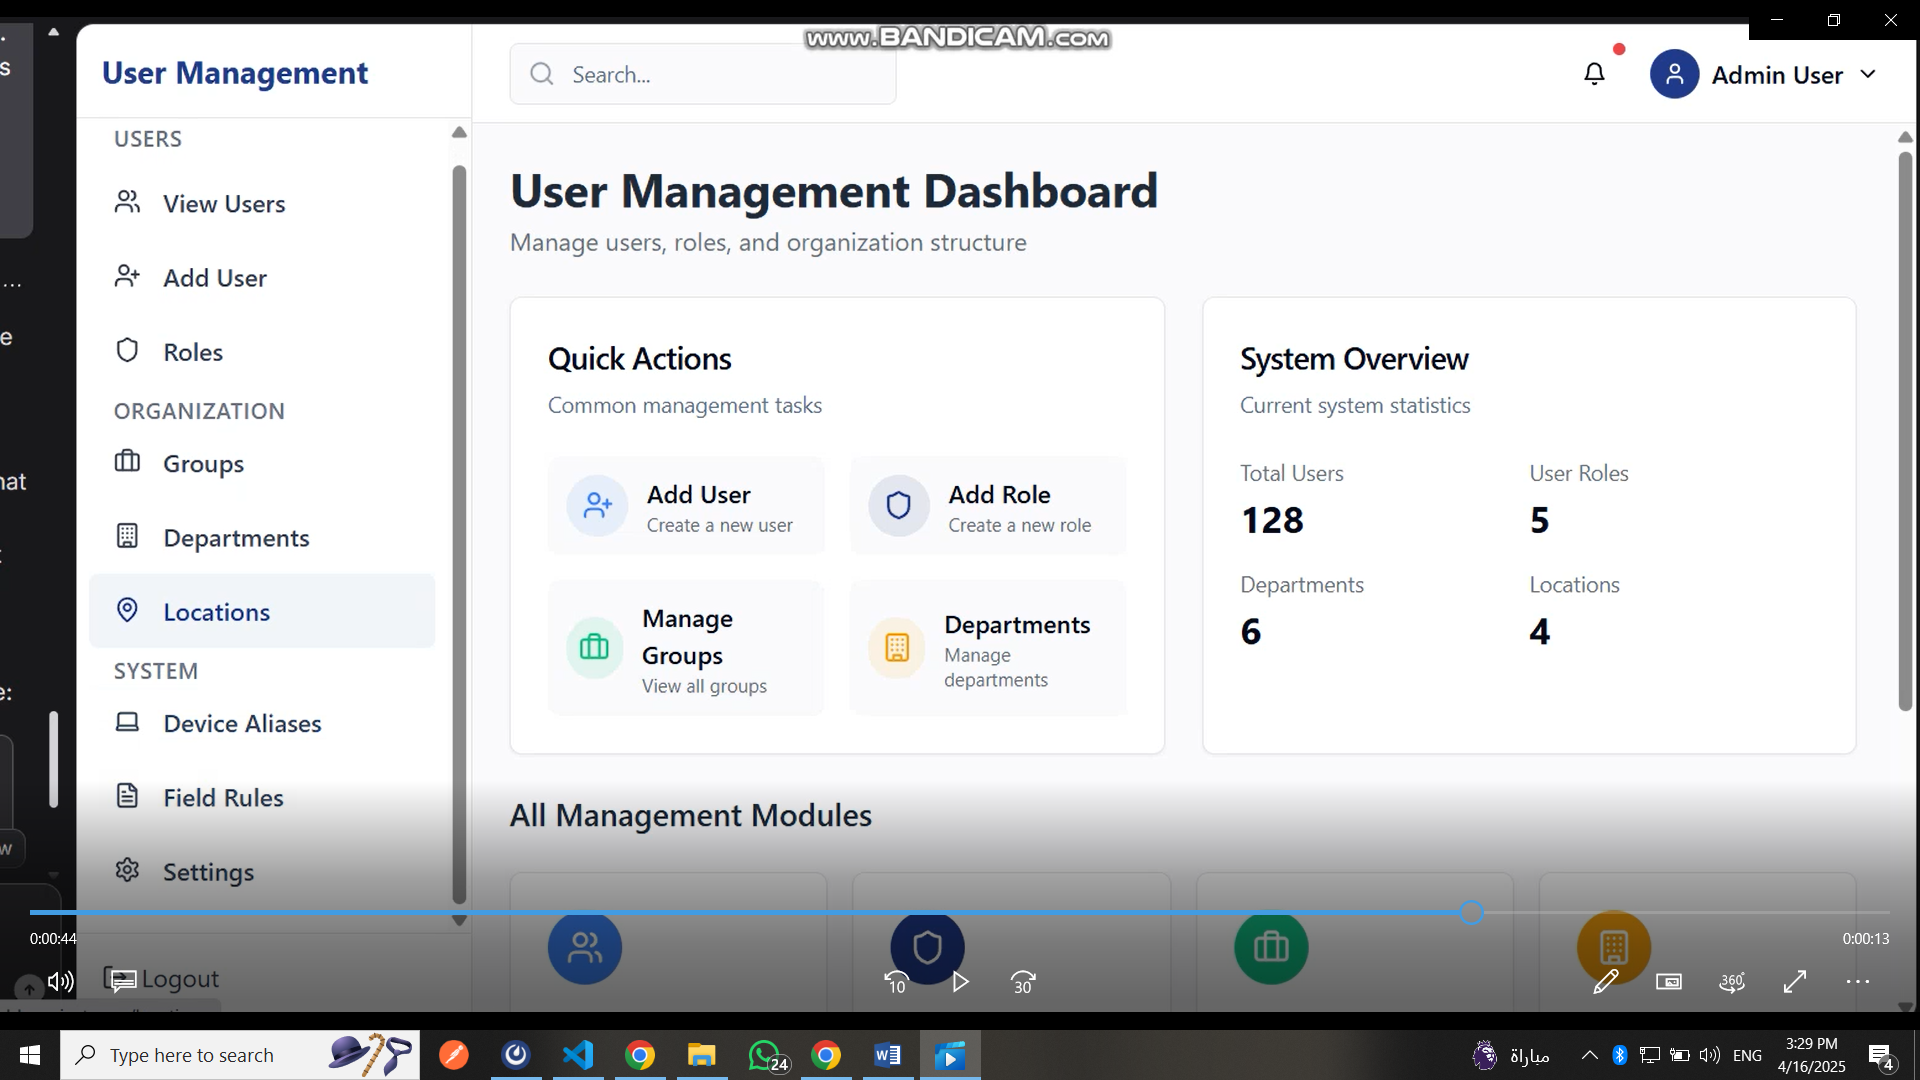 www.BANDICAM.com
User Management
Search...
Admin User
USERS
View Users
Add User
Roles
ORGANIZATION
Groups
Departments
Locations
SYSTEM
Device Aliases
Field Rules
Settings
Logout
User Management Dashboard
Manage users, roles, and organization structure
Quick Actions
Common management tasks
Add User
Create a new user
Add Role
Create a new role
Manage
Groups
View all groups
Departments
Manage
departments
System Overview
Current system statistics
Total Users
128
User Roles
5
Departments
6
Locations
4
All Management Modules
0:00:44
0:00:13
10
30
360°
Type here to search
24
مباراة
ENG
3:29 PM
4/16/2025
4